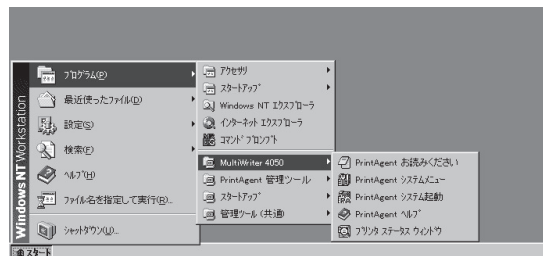 Windows NT Workstation
プログラム(P)
最近使ったファイル(D)
設定(S)
検索(F)
ヘルプ(H)
ファイル名を指定して実行(R)...
シャットダウン(U)...
スタート
アクセサリ
スタートアップ
Windows NT エクスプローラ
インターネット エクスプローラ
コマンド プロンプト
MultiWriter 4050
PrintAgent 管理ツール
スタートアップ
管理ツール (共通)
PrintAgent お読みください
PrintAgent システムメニュー
PrintAgent システム起動
PrintAgent ヘルプ
プリンタ ステータス ウィンドウ